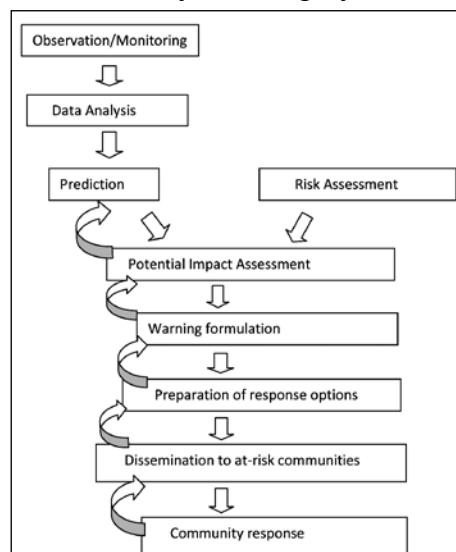 Observation/Monitoring
Data Analysis
Prediction
Risk Assessment
Potential Impact Assessment
Warning formulation
Preparation of response options
Dissemination to at-risk communities
Community response